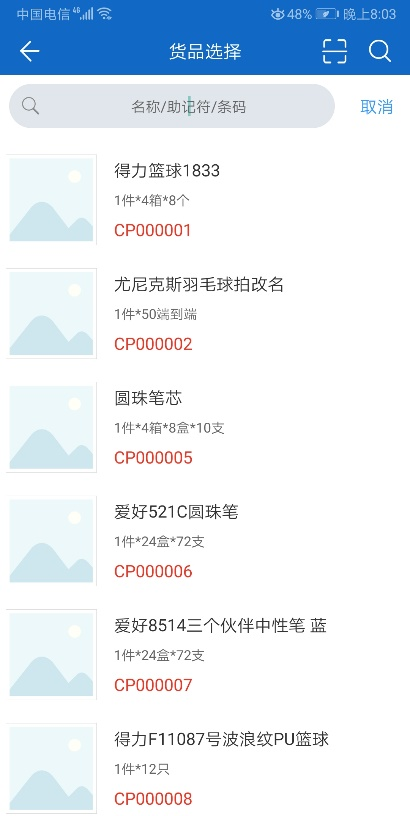 中国电信 48% 晚上8:03
货品选择
名称/助记符/条码 取消
得力篮球1833
1件*4箱*8个
CP000001
尤尼克斯羽毛球拍改名
1件*50端到端
CP000002
圆珠笔芯
1件*4箱*8盒*10支
CP000005
爱好521C圆珠笔
1件*24盒*72支
CP000006
爱好8514三个伙伴中性笔 蓝
1件*24盒*72支
CP000007
得力F11087号波浪纹PU篮球
1件*12只
CP000008